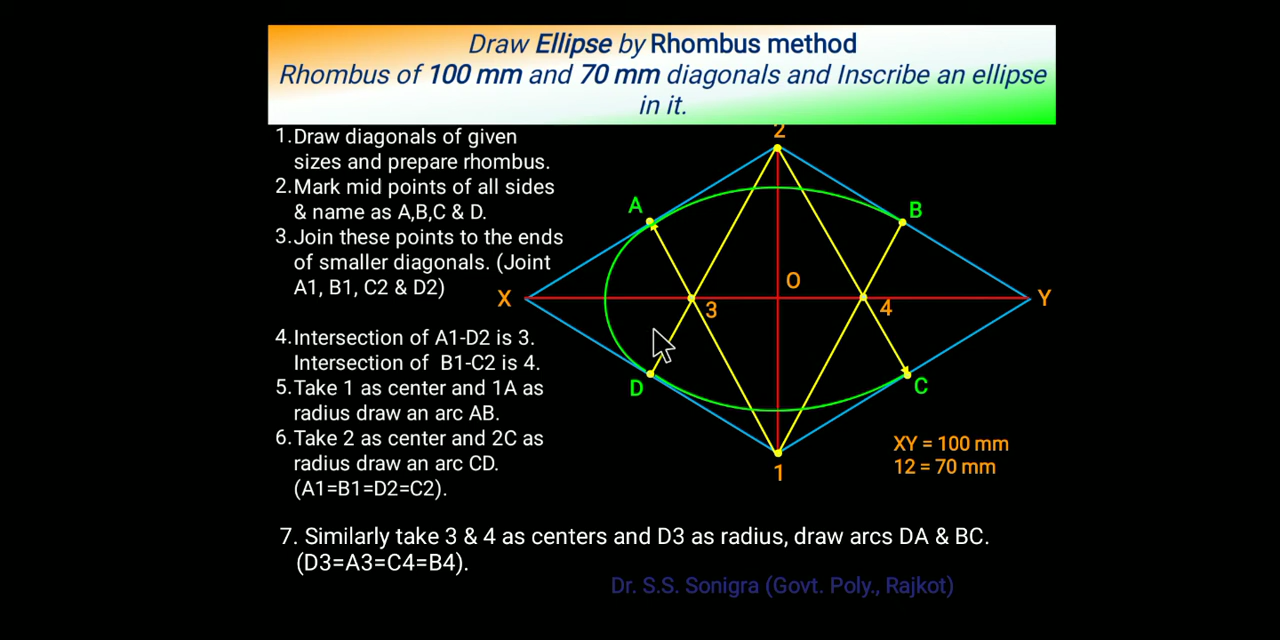 Draw Ellipse by Rhombus method
Rhombus of 100 mm and 70 mm diagonals and Inscribe an ellipse
in it.
1. Draw diagonals of given
sizes and prepare rhombus.
2. Mark mid points of all sides
& name as A,B,C & D.
3. Join these points to the ends
of smaller diagonals. (Joint
A1, B1, C2 & D2)
4. Intersection of A1-D2 is 3.
Intersection of B1-C2 is 4.
5. Take 1 as center and 1A as
radius draw an arc AB.
6. Take 2 as center and 2C as
radius draw an arc CD.
(A1=B1=D2=C2).
7. Similarly take 3 & 4 as centers and D3 as radius, draw arcs DA & BC.
(D3=A3=C4=B4).
2
A
B
O
X
Y
3
4
D
C
1
XY = 100 mm
12 = 70 mm
Dr. S.S. Sonigra (Govt. Poly., Rajkot)